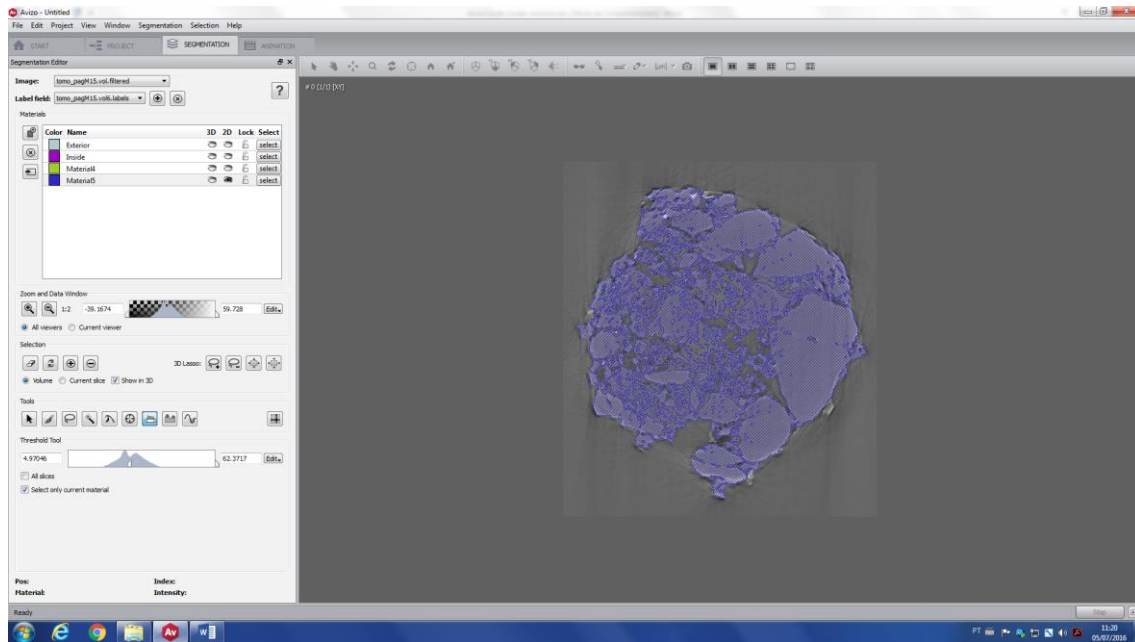 Avizo - Untitled
File Edit Project View Window Segmentation Selection Help
START PROJECT SEGMENTATION ANIMATION
Segmentation Editor
Image: tomo_pagM15.vol.filtered
Label field: tomo_pagM15.vol6.labels
?
Materials
Color Name 3D 2D Lock Select
Exterior select
Inside select
Material4 select
Material5 select
Zoom and Data Window
1:2 -39.1674 59.728 Edit
All viewers Current viewer
Selection
3D Lasso:
Volume Current slice Show in 3D
Tools
Threshold Tool
4.97046 62.3717 Edit
All slices
Select only current material
Pos: Index:
Material: Intensity:
Ready
Stop
# 0 (1/1) [XY]
PT 11:20
05/07/2016